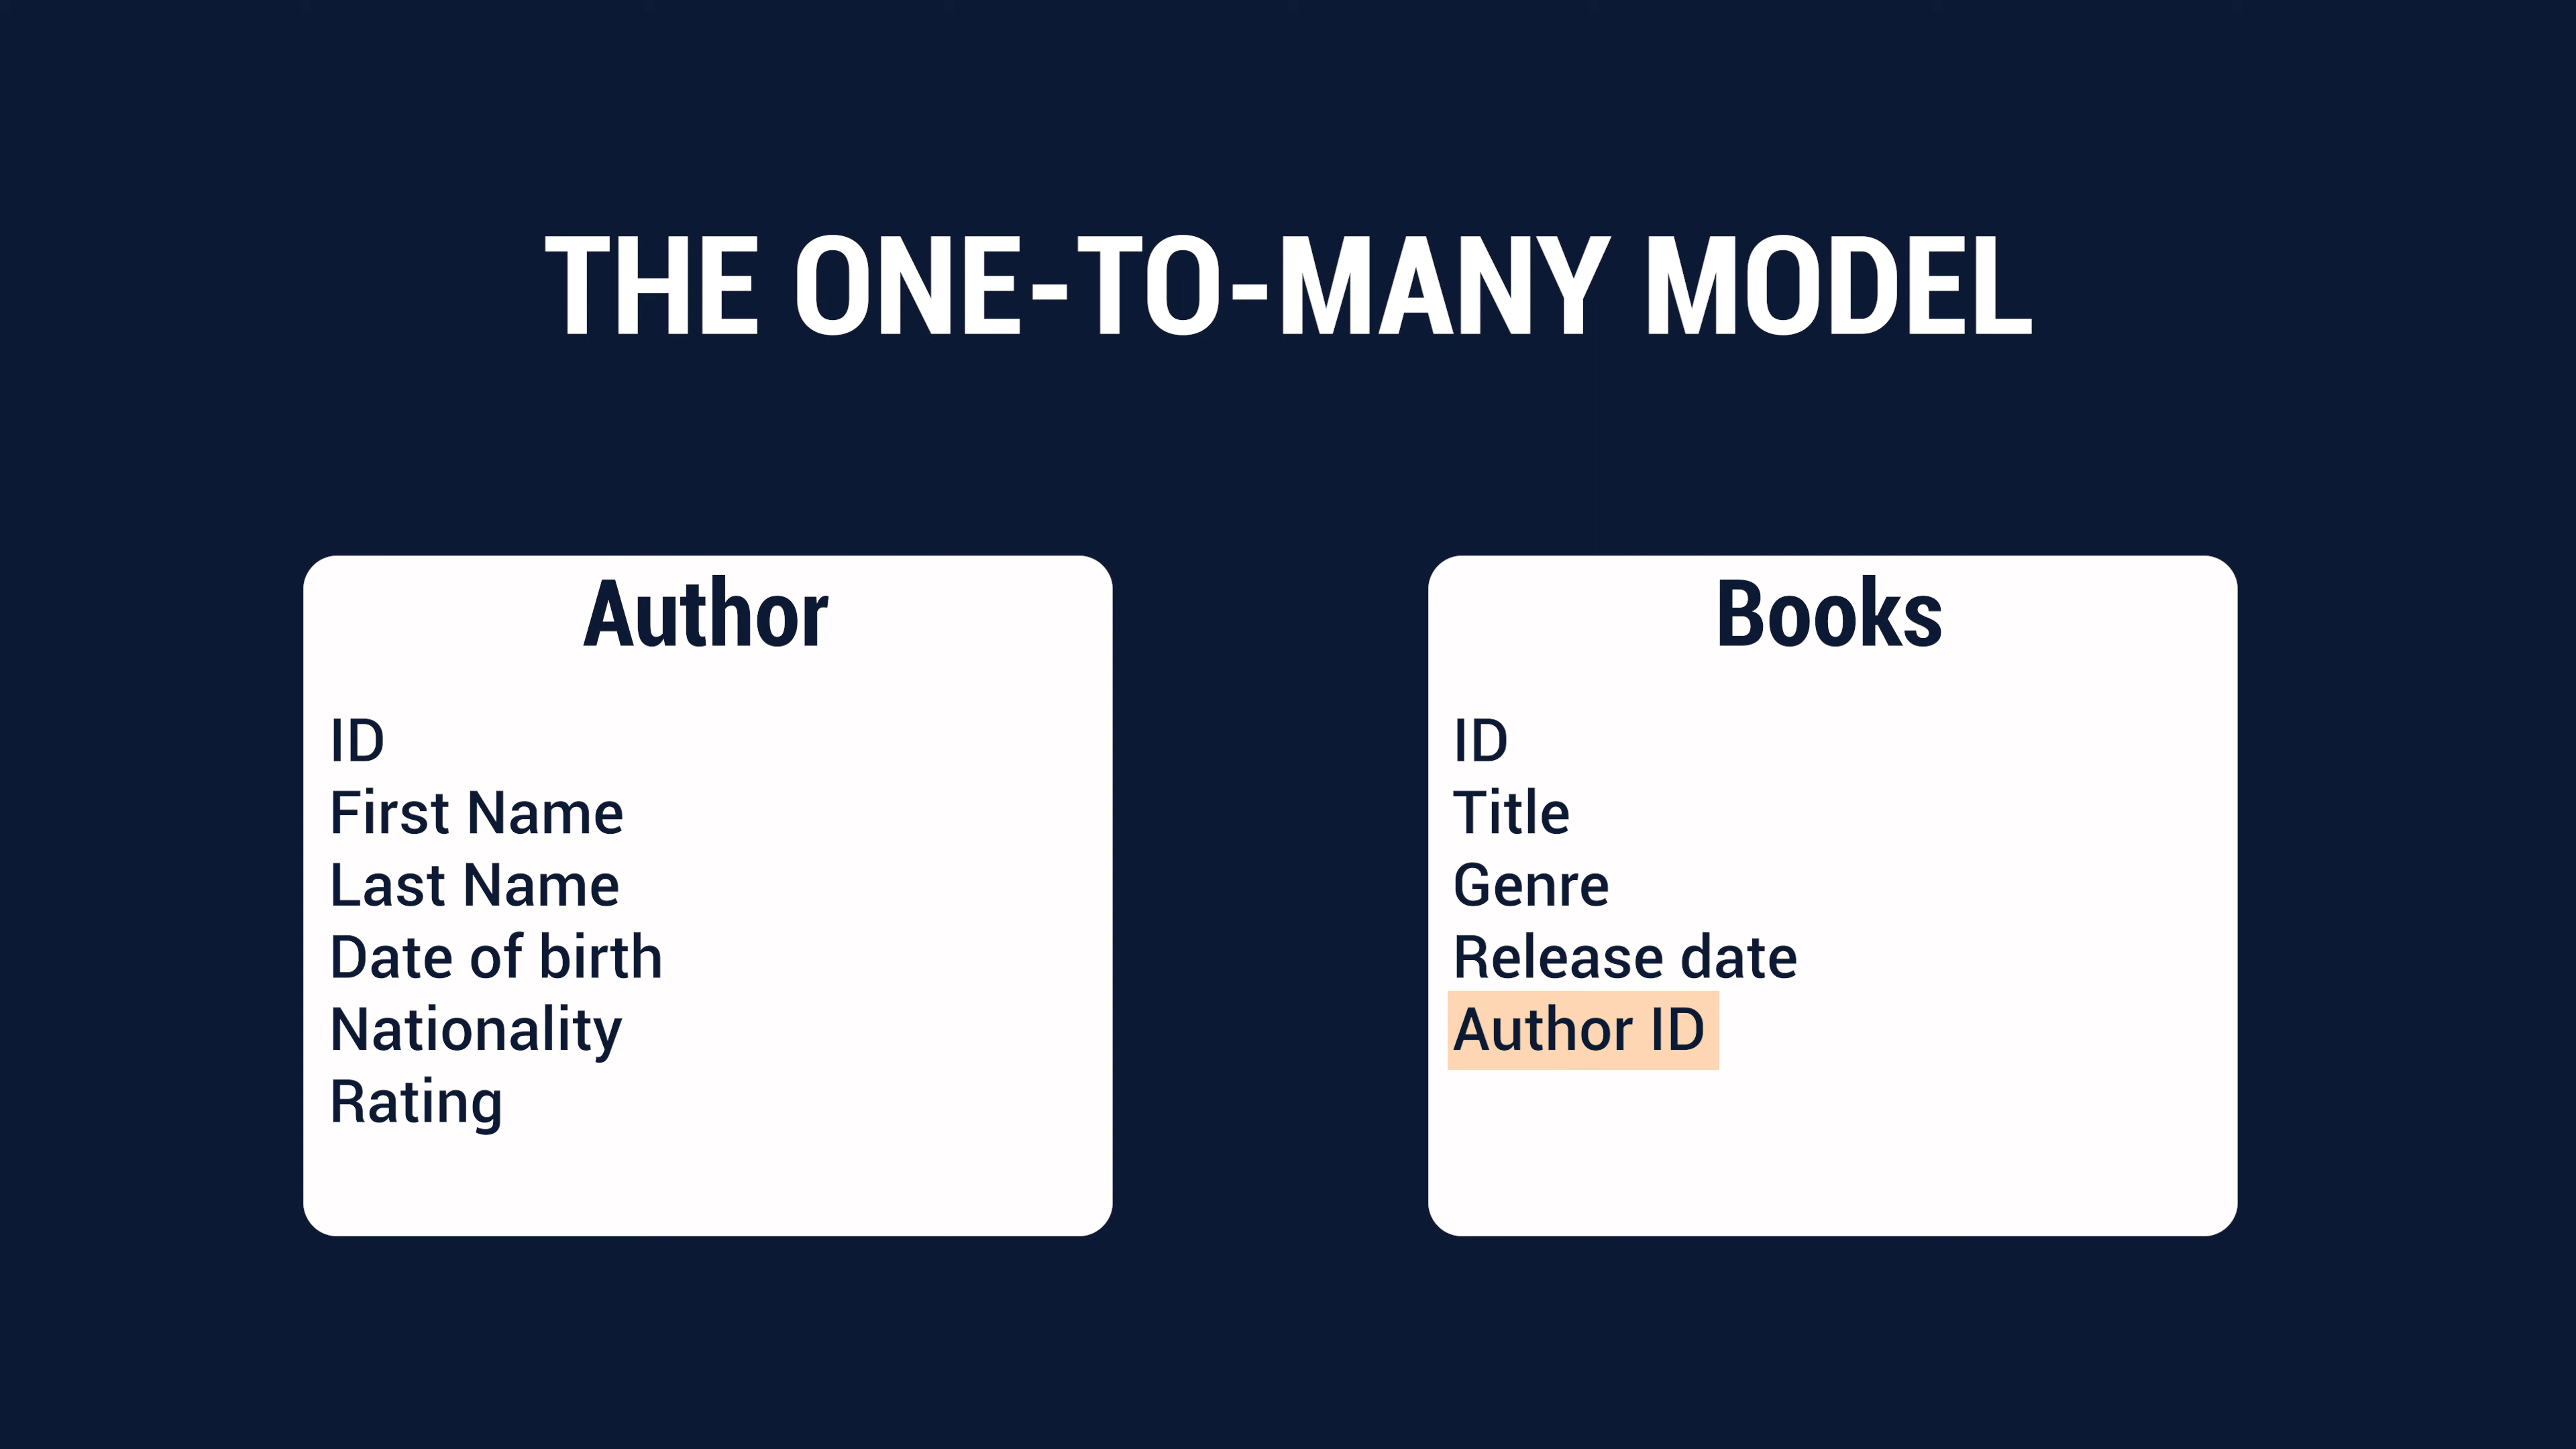 THE ONE-TO-MANY MODEL
Author
ID
First Name
Last Name
Date of birth
Nationality
Rating
Books
ID
Title
Genre
Release date
Author ID